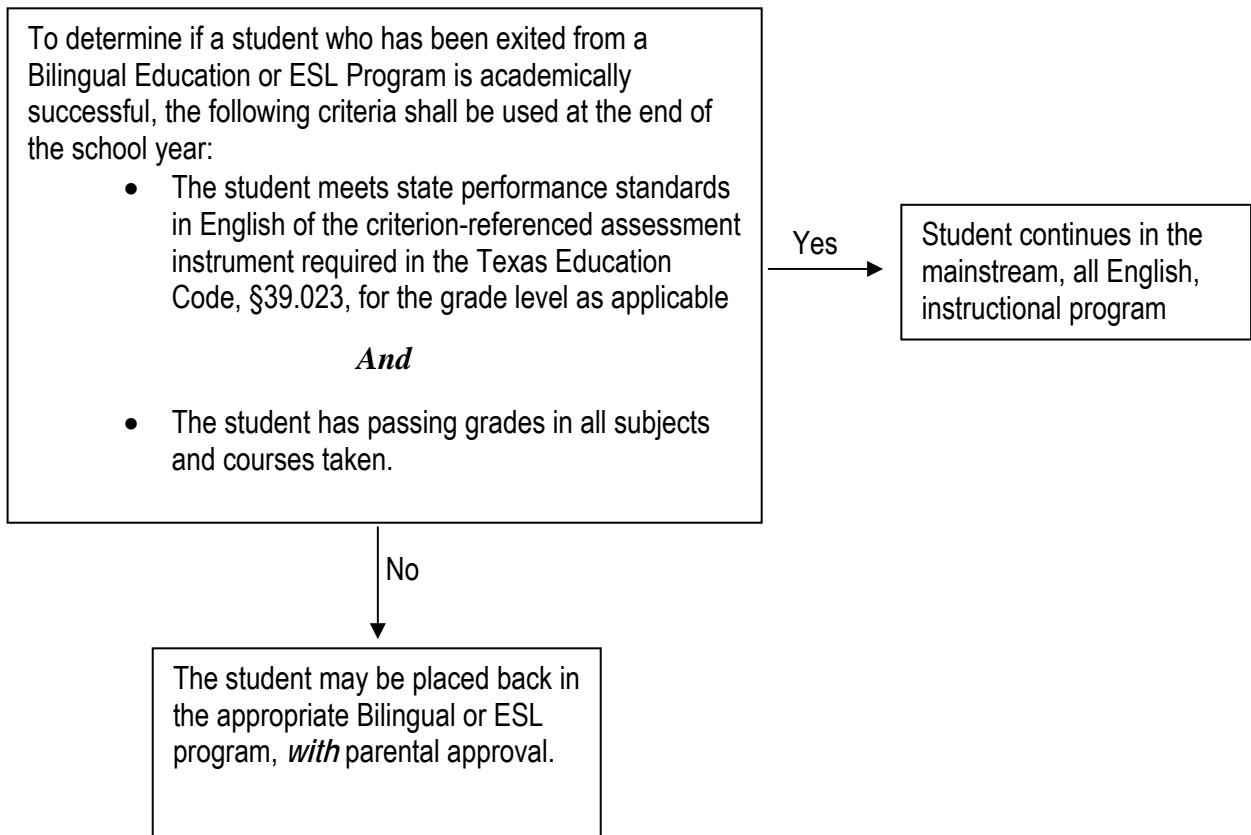 To determine if a student who has been exited from a
Bilingual Education or ESL Program is academically
successful, the following criteria shall be used at the end of
the school year:
• The student meets state performance standards
in English of the criterion-referenced assessment
instrument required in the Texas Education
Code, §39.023, for the grade level as applicable
And
• The student has passing grades in all subjects
and courses taken.
Yes
Student continues in the
mainstream, all English,
instructional program
No
The student may be placed back in
the appropriate Bilingual or ESL
program, with parental approval.